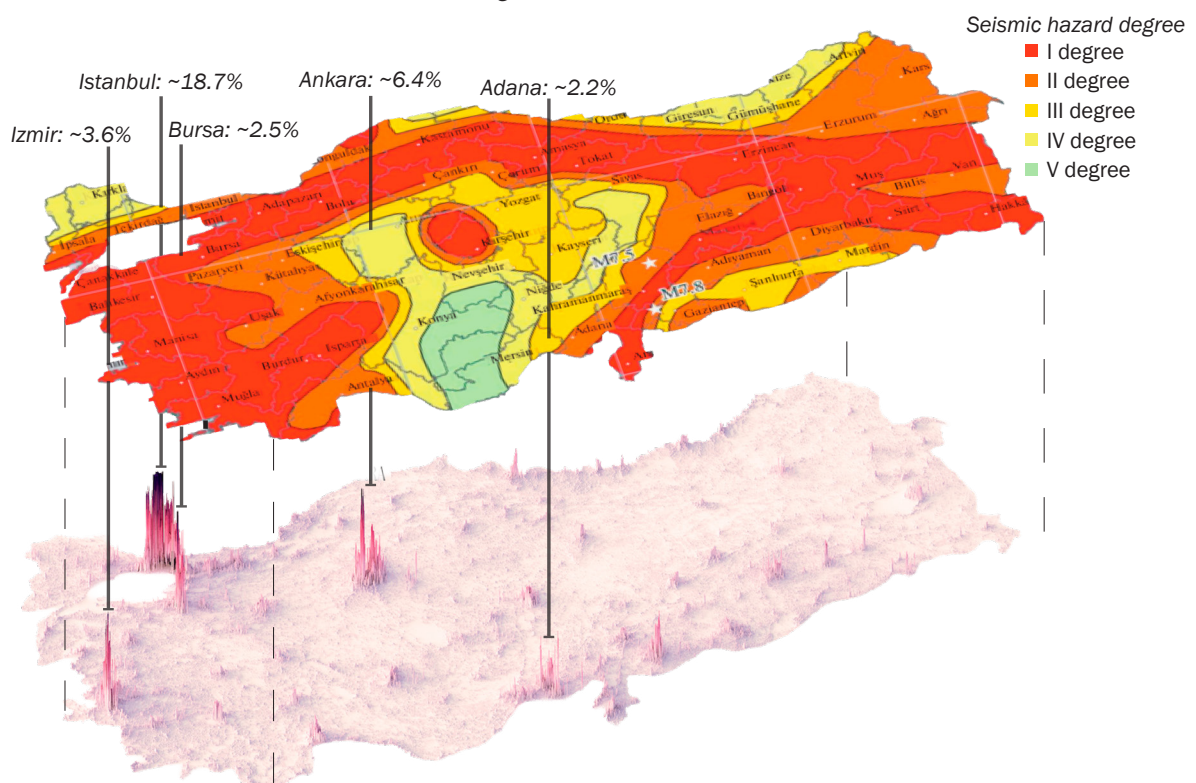 Seismic hazard degree
I degree
II degree
III degree
IV degree
V degree
Istanbul: ~18.7%
Ankara: ~6.4%
Adana: ~2.2%
Izmir: ~3.6%
Bursa: ~2.5%
Artvin
Kars
Giresun
Gümüşhane
Ordu
Erzurum
Ağrı
Kastamonu
Amasya
Tokat
Erzincan
Çankırı
Çorum
Sivas
Muş
Van
Bitlis
Bingöl
Siirt
Hakka
Kırkla
Tekirdağ
İstanbul
Adapazarı
Bolu
İpsala
Bursa
Yozgat
Elazığ
Diyarbakır
Mardin
Eskişehir
Kırşehir
Kayseri
M7.5
Adıyaman
Şanlıurfa
Çanakkale
Pazaryeri
Kütahya
Nevşehir
Niğde
M7.8
Balıkesir
Afyonkarahisar
Kahramanmaraş
Gaziantep
Uşak
Konya
Adana
Manisa
Isparta
Mersin
Aydın
Burdur
Antalya
Muğla